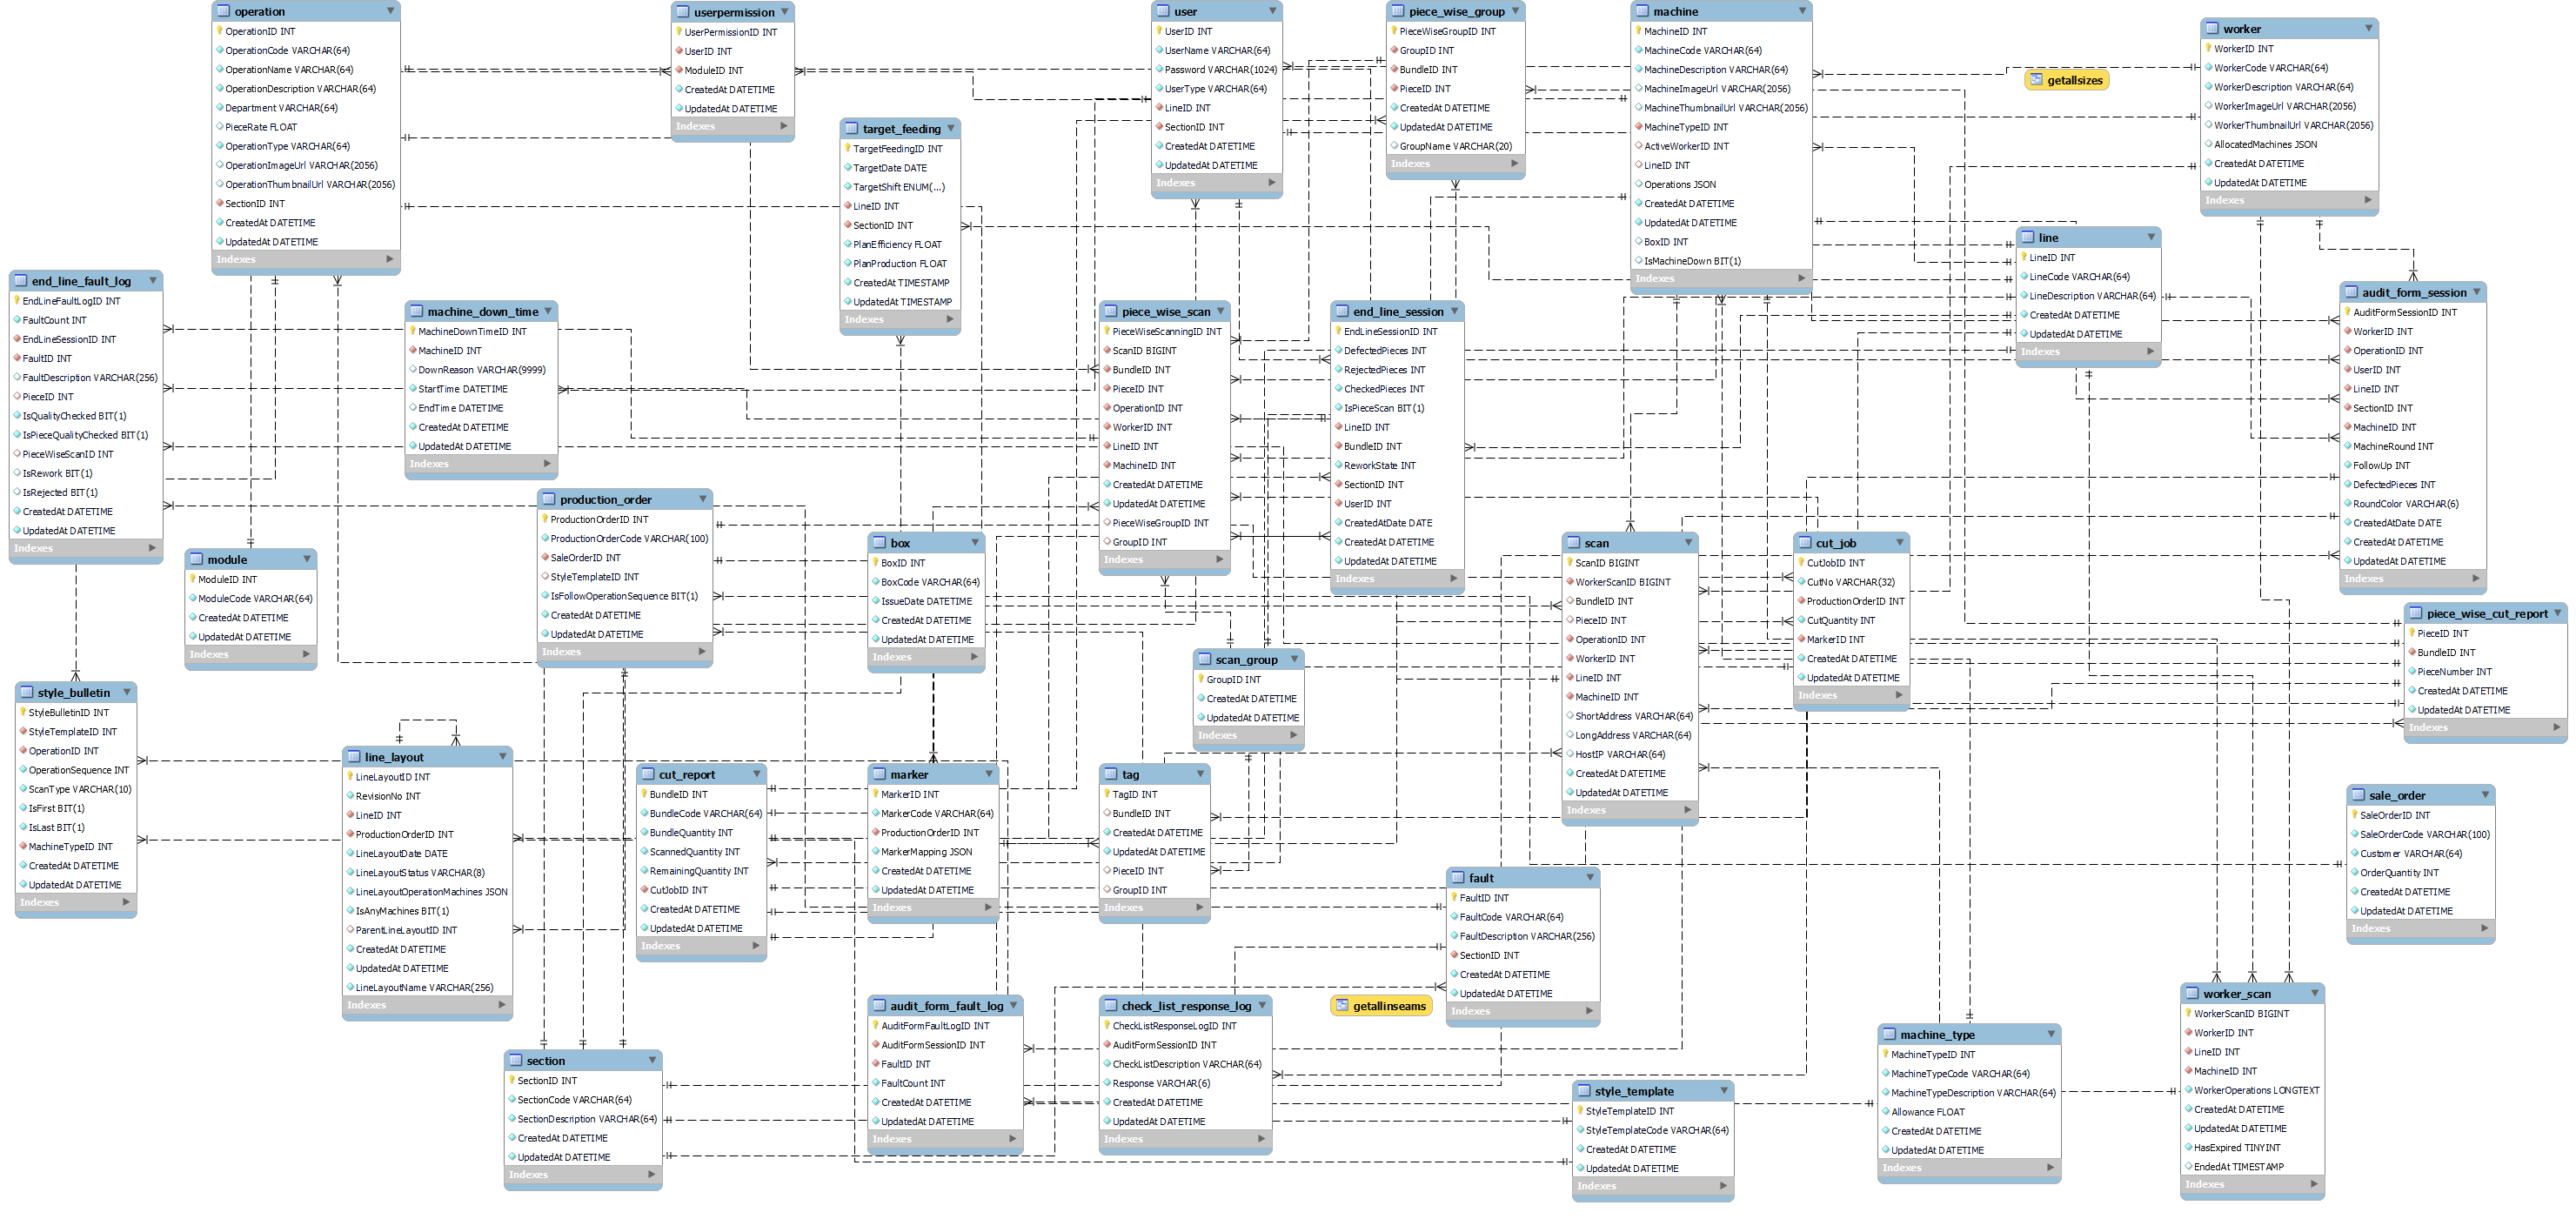 operation
OperationID INT
OperationCode VARCHAR(64)
OperationName VARCHAR(64)
OperationDescription VARCHAR(64)
Department VARCHAR(64)
PieceRate FLOAT
OperationType VARCHAR(64)
OperationImageUrl VARCHAR(2056)
OperationThumbnailUrl VARCHAR(2056)
SectionID INT
CreatedAt DATETIME
UpdatedAt DATETIME
Indexes
userpermission
UserPermissionID INT
UserID INT
ModuleID INT
CreatedAt DATETIME
UpdatedAt DATETIME
Indexes
target_feeding
TargetFeedingID INT
TargetDate DATE
TargetShift ENUM(...)
LineID INT
SectionID INT
PlanEfficiency FLOAT
PlanProduction FLOAT
CreatedAt TIMESTAMP
UpdatedAt TIMESTAMP
Indexes
user
UserID INT
UserName VARCHAR(64)
Password VARCHAR(1024)
UserType VARCHAR(64)
LineID INT
SectionID INT
CreatedAt DATETIME
UpdatedAt DATETIME
Indexes
piece_wise_group
PieceWiseGroupID INT
GroupID INT
BundleID INT
PieceID INT
CreatedAt DATETIME
UpdatedAt DATETIME
GroupName VARCHAR(20)
Indexes
machine
MachineID INT
MachineCode VARCHAR(64)
MachineDescription VARCHAR(64)
MachineImageUrl VARCHAR(2056)
MachineThumbnailUrl VARCHAR(2056)
MachineTypeID INT
ActiveWorkerID INT
LineID INT
Operations JSON
CreatedAt DATETIME
UpdatedAt DATETIME
BoxID INT
IsMachineDown BIT(1)
Indexes
getallsizes
worker
WorkerID INT
WorkerCode VARCHAR(64)
WorkerDescription VARCHAR(64)
WorkerImageUrl VARCHAR(2056)
WorkerThumbnailUrl VARCHAR(2056)
AllocatedMachines JSON
CreatedAt DATETIME
UpdatedAt DATETIME
Indexes
line
LineID INT
LineCode VARCHAR(64)
LineDescription VARCHAR(64)
CreatedAt DATETIME
UpdatedAt DATETIME
Indexes
end_line_fault_log
EndLineFaultLogID INT
FaultCount INT
EndLineSessionID INT
FaultID INT
FaultDescription VARCHAR(256)
PieceID INT
IsQualityChecked BIT(1)
IsPieceQualityChecked BIT(1)
PieceWiseScanID INT
IsRework BIT(1)
IsRejected BIT(1)
CreatedAt DATETIME
UpdatedAt DATETIME
Indexes
machine_down_time
MachineDownTimeID INT
MachineID INT
DownReason VARCHAR(9999)
StartTime DATETIME
EndTime DATETIME
CreatedAt DATETIME
UpdatedAt DATETIME
Indexes
piece_wise_scan
PieceWiseScanningID INT
ScanID BIGINT
BundleID INT
PieceID INT
OperationID INT
WorkerID INT
LineID INT
MachineID INT
CreatedAt DATETIME
UpdatedAt DATETIME
PieceWiseGroupID INT
GroupID INT
Indexes
end_line_session
EndLineSessionID INT
DefectedPieces INT
RejectedPieces INT
CheckedPieces INT
IsPieceScan BIT(1)
LineID INT
BundleID INT
ReworkState INT
SectionID INT
UserID INT
CreatedAtDate DATE
CreatedAt DATETIME
UpdatedAt DATETIME
Indexes
audit_form_session
AuditFormSessionID INT
WorkerID INT
OperationID INT
UserID INT
LineID INT
SectionID INT
MachineID INT
MachineRound INT
FollowUp INT
DefectedPieces INT
RoundColor VARCHAR(6)
CreatedAtDate DATE
CreatedAt DATETIME
UpdatedAt DATETIME
Indexes
production_order
ProductionOrderID INT
ProductionOrderCode VARCHAR(100)
SaleOrderID INT
StyleTemplateID INT
IsFollowOperationSequence BIT(1)
CreatedAt DATETIME
UpdatedAt DATETIME
Indexes
module
ModuleID INT
ModuleCode VARCHAR(64)
CreatedAt DATETIME
UpdatedAt DATETIME
Indexes
box
BoxID INT
BoxCode VARCHAR(64)
IssueDate DATETIME
CreatedAt DATETIME
UpdatedAt DATETIME
Indexes
scan
ScanID BIGINT
WorkerScanID BIGINT
BundleID INT
PieceID INT
OperationID INT
WorkerID INT
LineID INT
MachineID INT
ShortAddress VARCHAR(64)
LongAddress VARCHAR(64)
HostIP VARCHAR(64)
CreatedAt DATETIME
UpdatedAt DATETIME
Indexes
cut_job
CutJobID INT
CutNo VARCHAR(32)
ProductionOrderID INT
CutQuantity INT
MarkerID INT
CreatedAt DATETIME
UpdatedAt DATETIME
Indexes
piece_wise_cut_report
PieceID INT
BundleID INT
PieceNumber INT
CreatedAt DATETIME
UpdatedAt DATETIME
Indexes
scan_group
GroupID INT
CreatedAt DATETIME
UpdatedAt DATETIME
Indexes
style_bulletin
StyleBulletinID INT
StyleTemplateID INT
OperationID INT
OperationSequence INT
ScanType VARCHAR(10)
IsFirst BIT(1)
IsLast BIT(1)
MachineTypeID INT
CreatedAt DATETIME
UpdatedAt DATETIME
Indexes
line_layout
LineLayoutID INT
RevisionNo INT
LineID INT
ProductionOrderID INT
LineLayoutDate DATE
LineLayoutStatus VARCHAR(8)
LineLayoutOperationMachines JSON
IsAnyMachines BIT(1)
ParentLineLayoutID INT
CreatedAt DATETIME
UpdatedAt DATETIME
LineLayoutName VARCHAR(256)
Indexes
cut_report
BundleID INT
BundleCode VARCHAR(64)
BundleQuantity INT
ScannedQuantity INT
RemainingQuantity INT
CutJobID INT
CreatedAt DATETIME
UpdatedAt DATETIME
Indexes
marker
MarkerID INT
MarkerCode VARCHAR(64)
ProductionOrderID INT
MarkerMapping JSON
CreatedAt DATETIME
UpdatedAt DATETIME
Indexes
tag
TagID INT
BundleID INT
CreatedAt DATETIME
UpdatedAt DATETIME
PieceID INT
GroupID INT
Indexes
sale_order
SaleOrderID INT
SaleOrderCode VARCHAR(100)
Customer VARCHAR(64)
OrderQuantity INT
CreatedAt DATETIME
UpdatedAt DATETIME
Indexes
fault
FaultID INT
FaultCode VARCHAR(64)
FaultDescription VARCHAR(256)
SectionID INT
CreatedAt DATETIME
UpdatedAt DATETIME
Indexes
audit_form_fault_log
AuditFormFaultLogID INT
AuditFormSessionID INT
FaultID INT
FaultCount INT
CreatedAt DATETIME
UpdatedAt DATETIME
Indexes
check_list_response_log
CheckListResponseLogID INT
AuditFormSessionID INT
CheckListDescription VARCHAR(64)
Response VARCHAR(6)
CreatedAt DATETIME
UpdatedAt DATETIME
Indexes
getallinseams
section
SectionID INT
SectionCode VARCHAR(64)
SectionDescription VARCHAR(64)
CreatedAt DATETIME
UpdatedAt DATETIME
Indexes
style_template
StyleTemplateID INT
StyleTemplateCode VARCHAR(64)
CreatedAt DATETIME
UpdatedAt DATETIME
Indexes
machine_type
MachineTypeID INT
MachineTypeCode VARCHAR(64)
MachineTypeDescription VARCHAR(64)
Allowance FLOAT
CreatedAt DATETIME
UpdatedAt DATETIME
Indexes
worker_scan
WorkerScanID BIGINT
WorkerID INT
LineID INT
MachineID INT
WorkerOperations LONGTEXT
CreatedAt DATETIME
UpdatedAt DATETIME
HasExpired TINYINT
EndedAt TIMESTAMP
Indexes